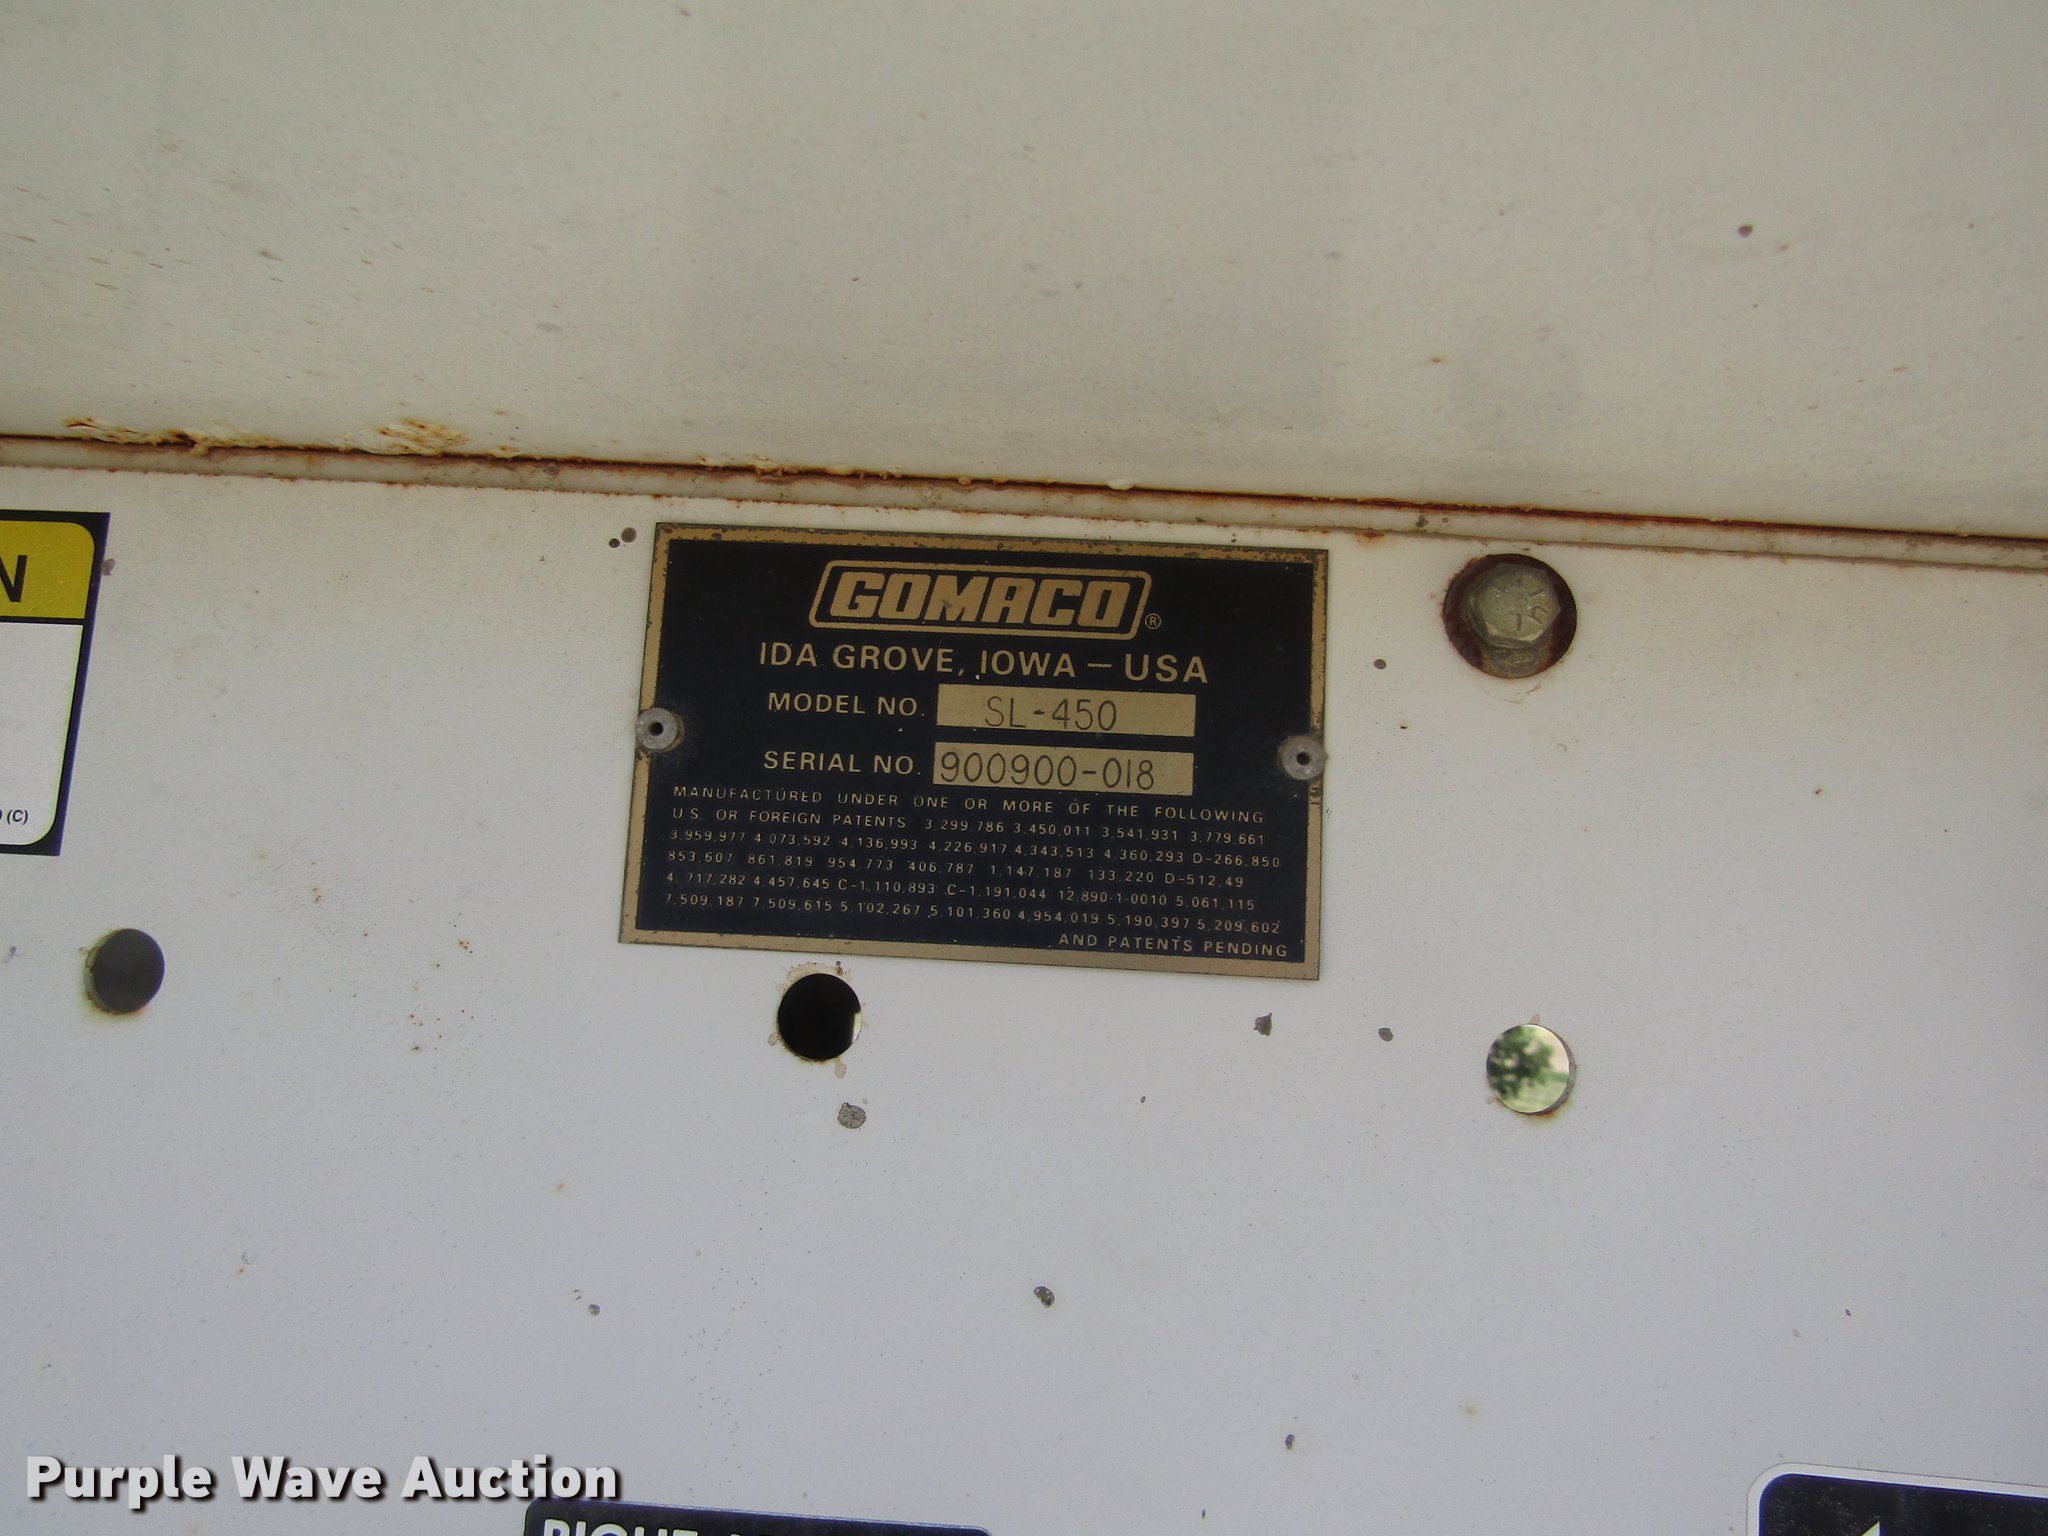 N
(C)
GOMACO ®
IDA GROVE, IOWA — USA
MODEL NO. SL-450
SERIAL NO. 900900-018
MANUFACTURED UNDER ONE OR MORE OF THE FOLLOWING
U.S. OR FOREIGN PATENTS 3,299,786 3,450,011 3,541,931 3,779,661
3,959,977 4,073,592 4,136,993 4,226,917 4,343,513 4,360,293 D-266,850
853,607 861,819 954,773 406,787 1,147,187 133,220 D-512,49
4,717,282 4,457,645 C-1,110,893 C-1,191,044 12,890-1-0010 5,061,115
7,509,187 7,509,615 5,102,267 5,101,360 4,954,019 5,190,397 5,209,602
AND PATENTS PENDING
Purple Wave Auction
RIGHT